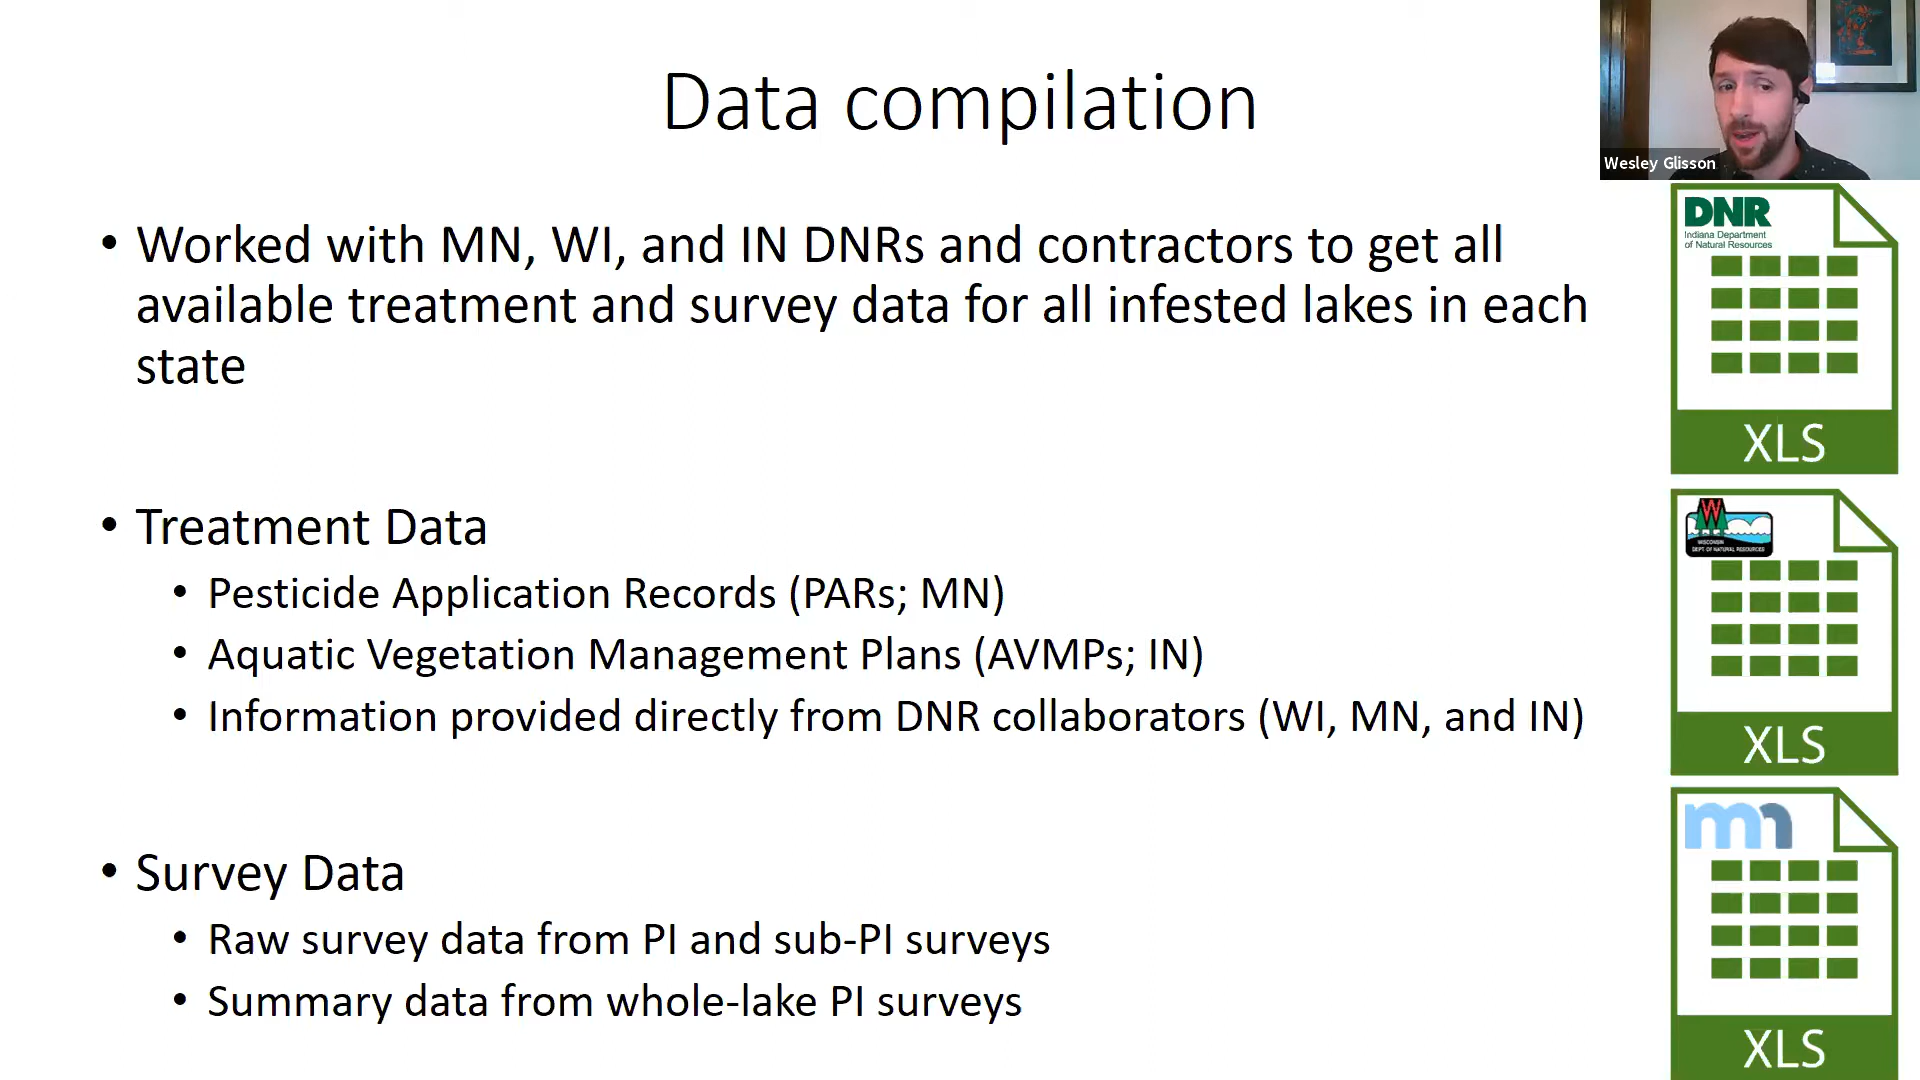 Data compilation
Wesley Glisson
• Worked with MN, WI, and IN DNRs and contractors to get all
available treatment and survey data for all infested lakes in each
state
• Treatment Data
• Pesticide Application Records (PARs; MN)
• Aquatic Vegetation Management Plans (AVMPs; IN)
• Information provided directly from DNR collaborators (WI, MN, and IN)
• Survey Data
• Raw survey data from PI and sub-PI surveys
• Summary data from whole-lake PI surveys
DNR
Indiana Department
of Natural Resources
XLS
W
WISCONSIN
DEPT. OF NATURAL RESOURCES
XLS
mn
XLS